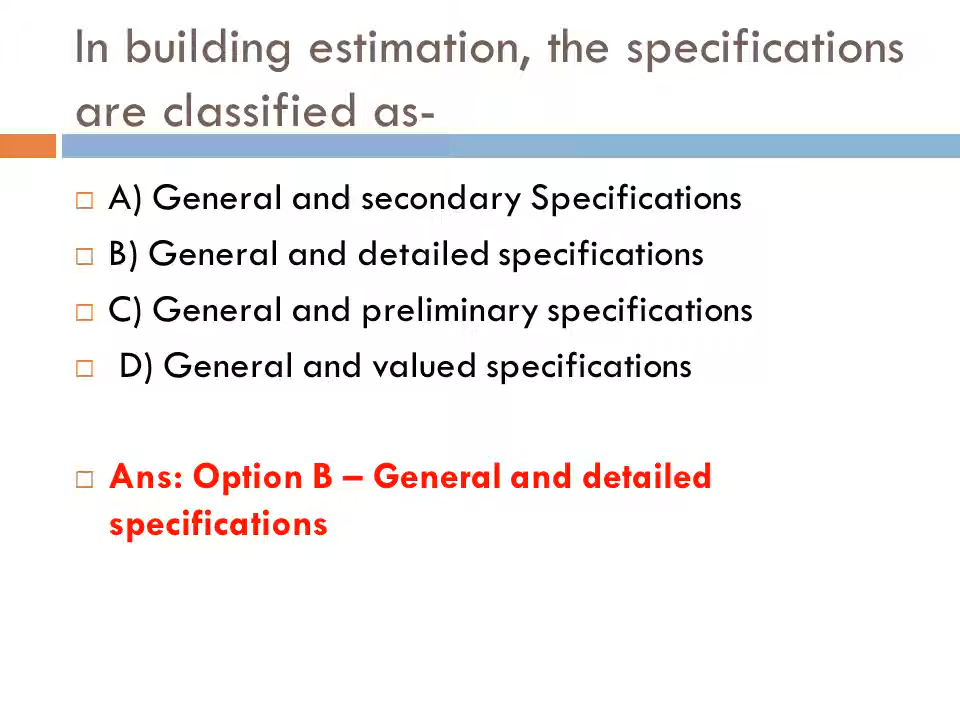 In building estimation, the specifications
are classified as-
A) General and secondary Specifications
B) General and detailed specifications
C) General and preliminary specifications
D) General and valued specifications
Ans: Option B – General and detailed
specifications